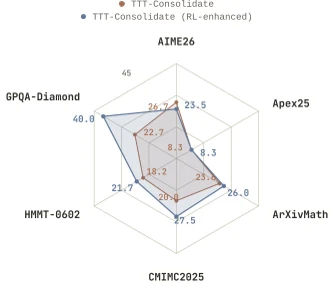 TTT-Consolidate
TTT-Consolidate (RL-enhanced)
AIME26
45
GPQA-Diamond
Apex25
26.7
23.5
40.0
22.7
8.3
8.3
18.2
23.6
21.7
26.0
20.0
27.5
HMMT-0602
ArXivMath
CMIMC2025